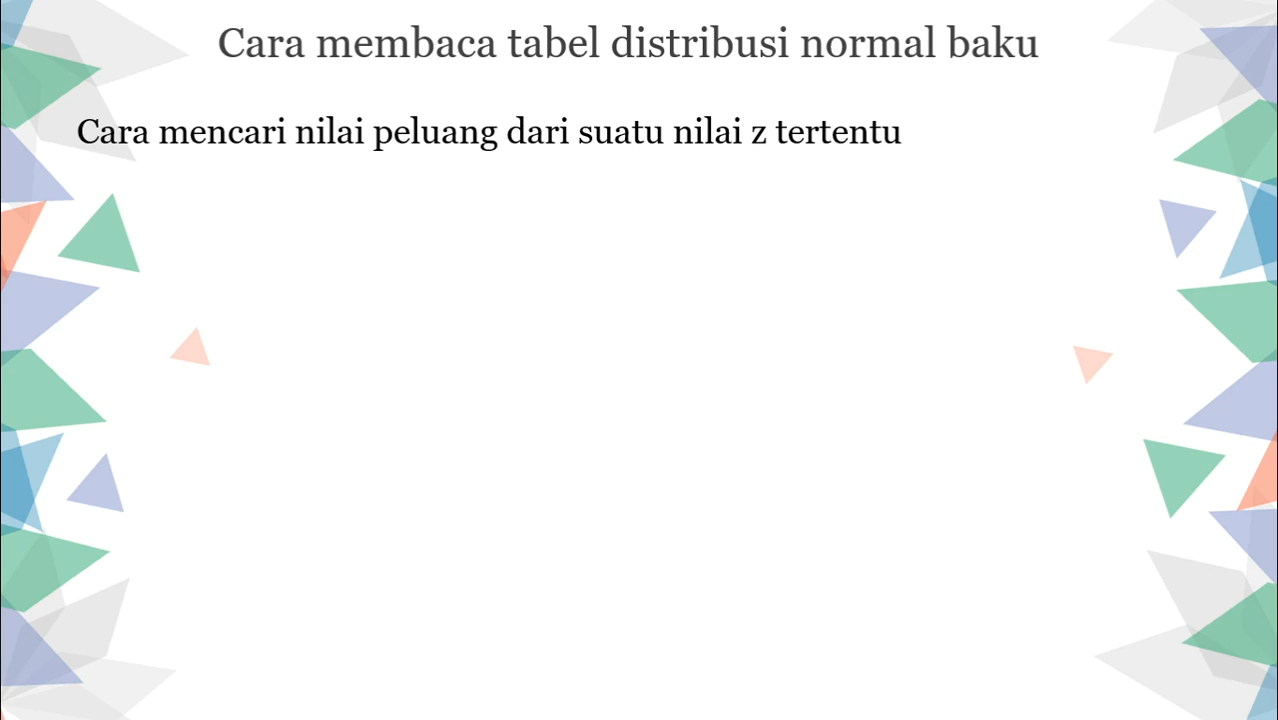 Cara membaca tabel distribusi normal baku
Cara mencari nilai peluang dari suatu nilai z tertentu